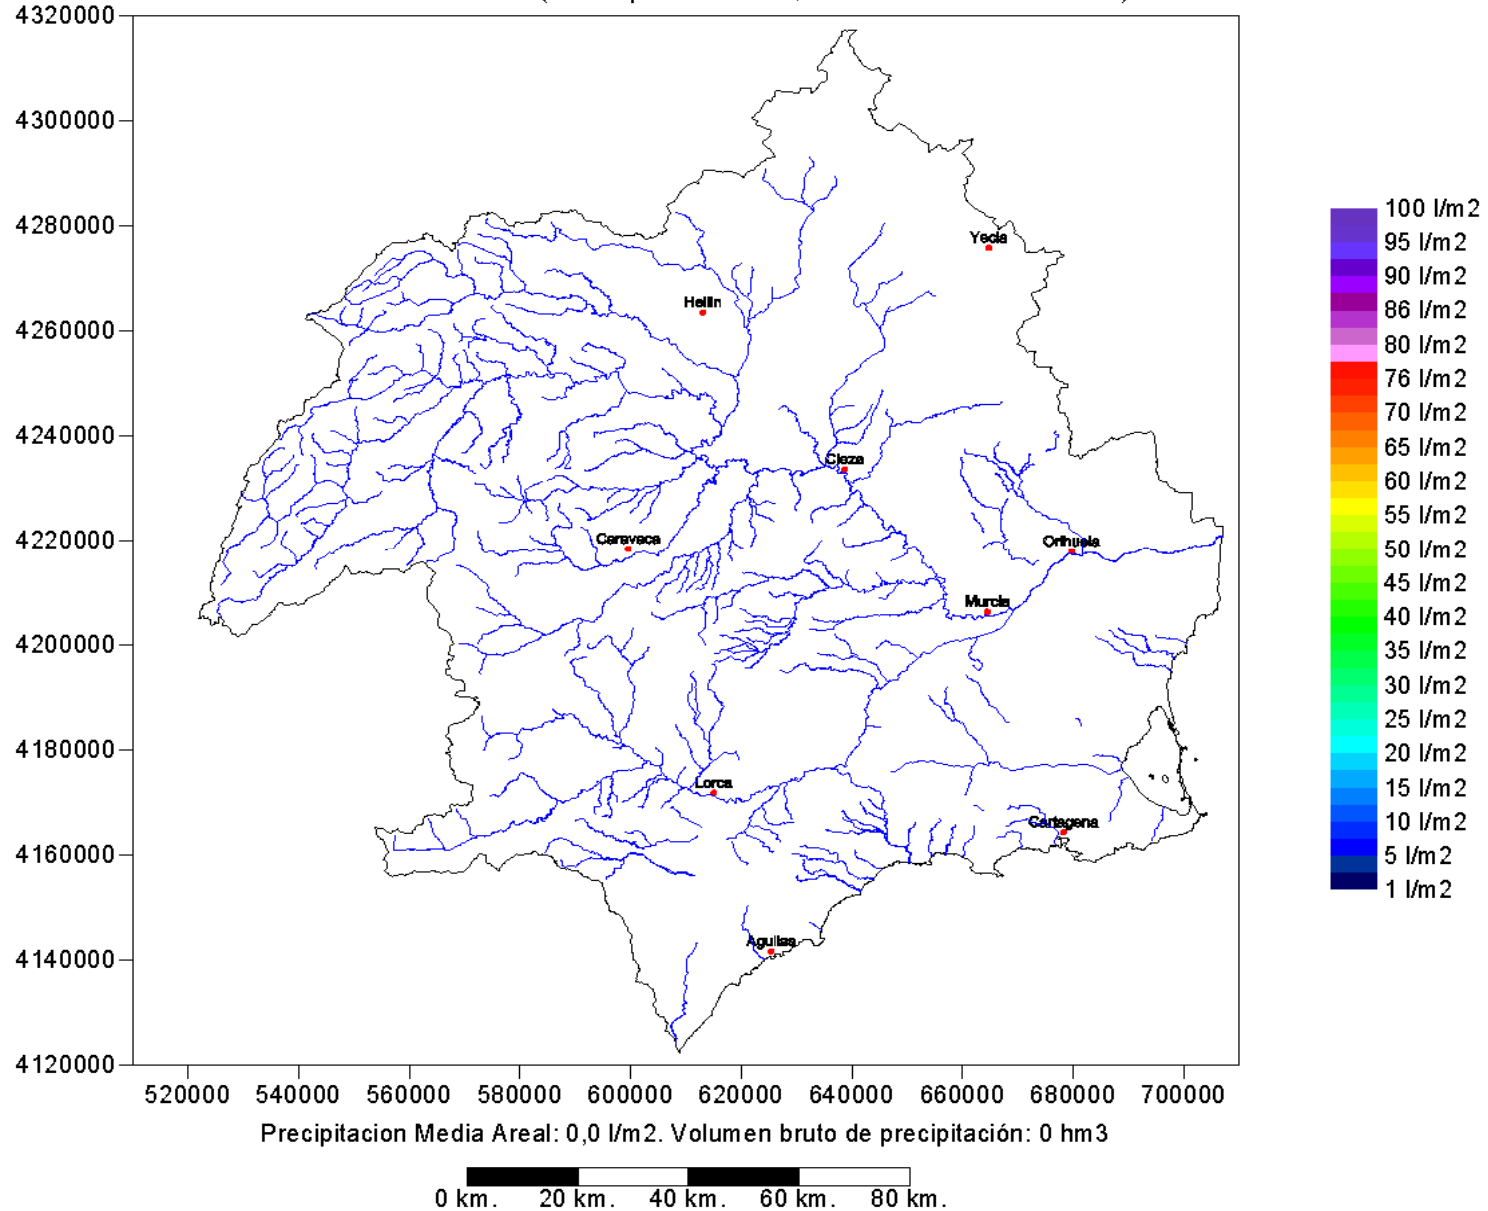 4320000
4300000
4280000
4260000
4240000
4220000
4200000
4180000
4160000
4140000
4120000
Yecla
Hellin
Cieza
Caravaca
Orihuela
Murcia
Lorca
Cartagena
Aguilas
520000 540000 560000 580000 600000 620000 640000 660000 680000 700000
Precipitacion Media Areal: 0,0 l/m2. Volumen bruto de precipitación: 0 hm3
0 km. 20 km. 40 km. 60 km. 80 km.
100 l/m2
95 l/m2
90 l/m2
86 l/m2
80 l/m2
76 l/m2
70 l/m2
65 l/m2
60 l/m2
55 l/m2
50 l/m2
45 l/m2
40 l/m2
35 l/m2
30 l/m2
25 l/m2
20 l/m2
15 l/m2
10 l/m2
5 l/m2
1 l/m2